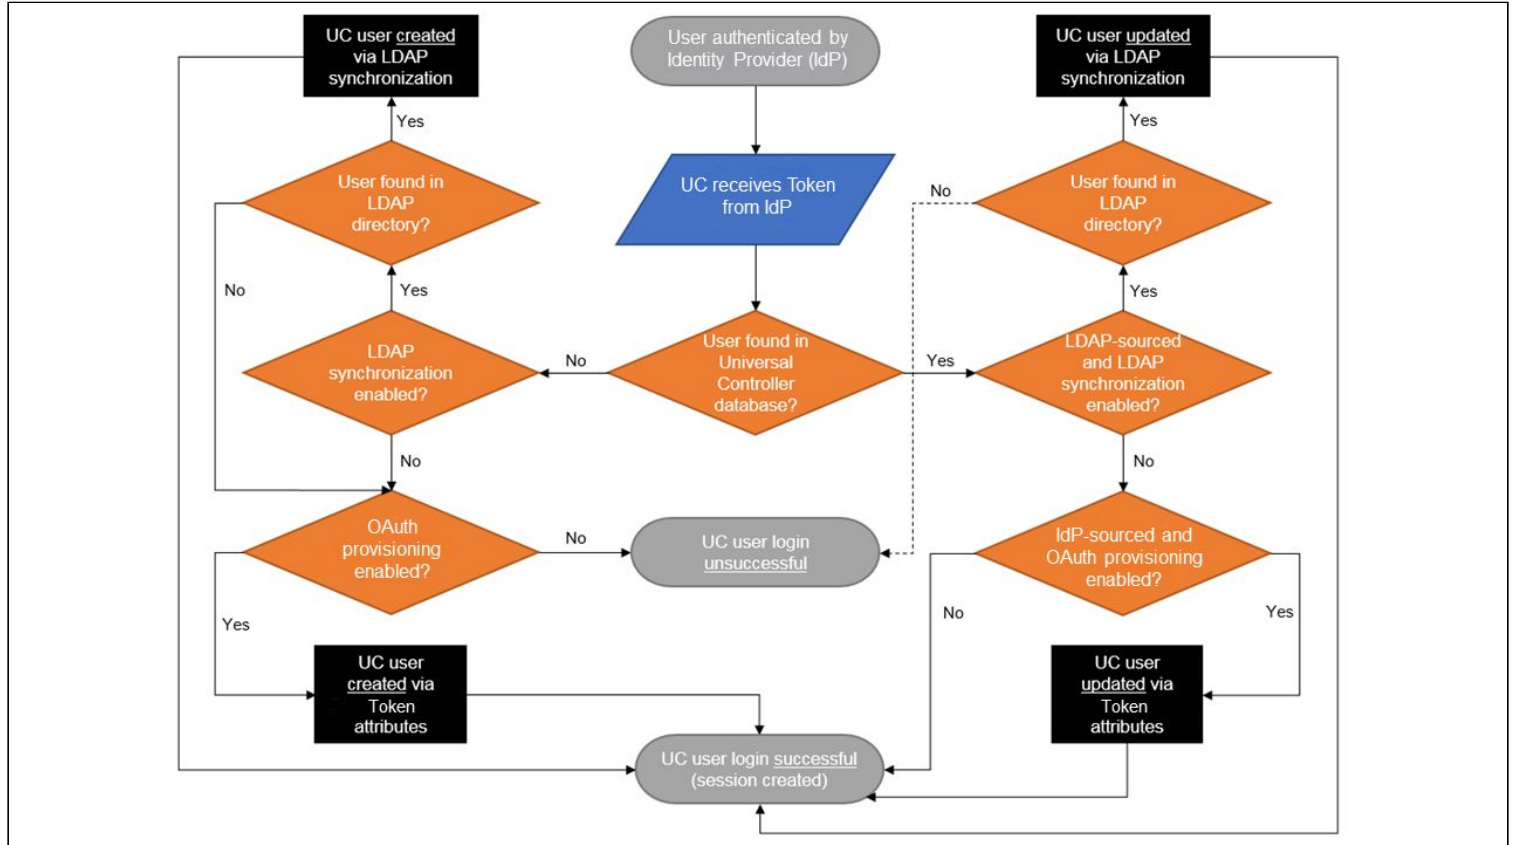 UC user created
via LDAP
synchronization
User authenticated by
Identity Provider (IdP)
UC user updated
via LDAP
synchronization
Yes
Yes
User found in
LDAP
directory?
UC receives Token
from IdP
No
User found in
LDAP
directory?
No
Yes
Yes
LDAP
synchronization
enabled?
No
User found in
Universal
Controller
database?
Yes
LDAP-sourced
and LDAP
synchronization
enabled?
No
No
OAuth
provisioning
enabled?
No
UC user login
unsuccessful
IdP-sourced and
OAuth provisioning
enabled?
Yes
No
Yes
UC user
created via
Token
attributes
UC user
updated via
Token
attributes
UC user login successful
(session created)